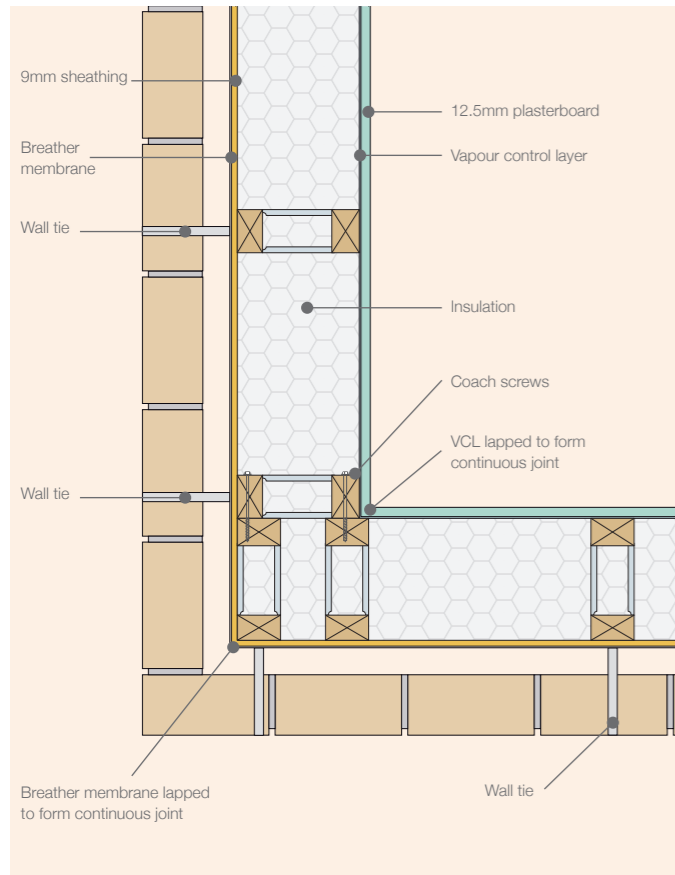 9mm sheathing
12.5mm plasterboard
Breather
membrane
Vapour control layer
Wall tie
Insulation
Coach screws
VCL lapped to form
continuous joint
Wall tie
Breather membrane lapped
to form continuous joint
Wall tie